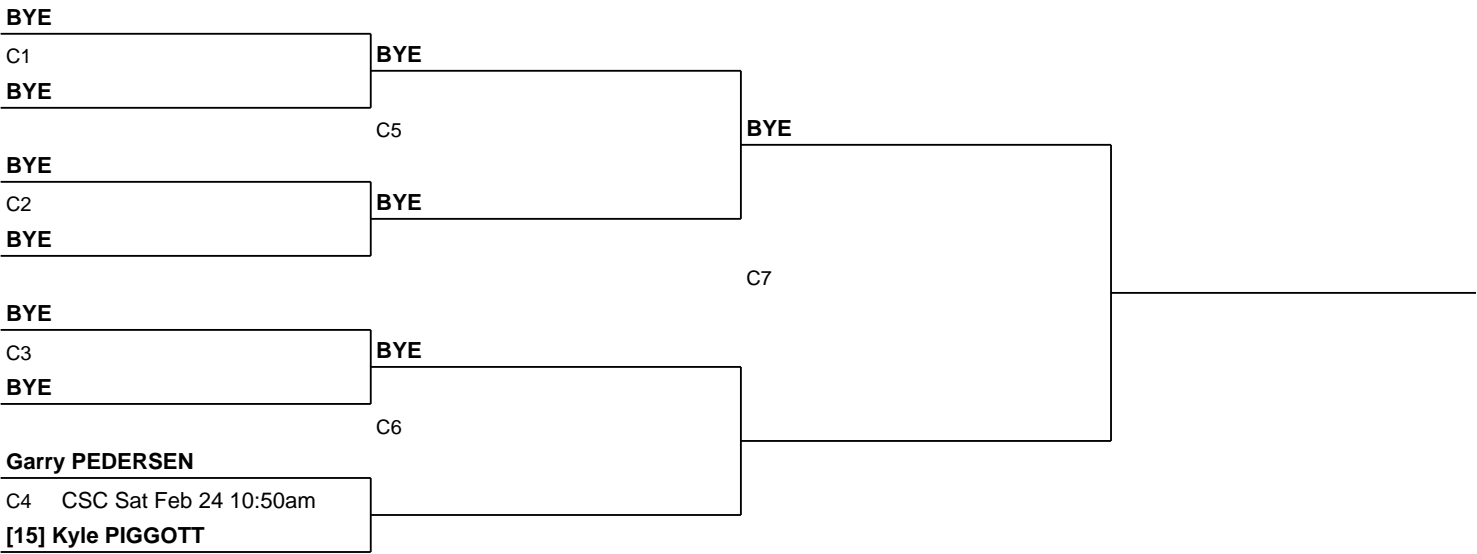 BYE
C1
BYE
BYE
C5
BYE
BYE
C2
BYE
BYE
C7
BYE
C3
BYE
BYE
C6
Garry PEDERSEN
C4 CSC Sat Feb 24 10:50am
[15] Kyle PIGGOTT